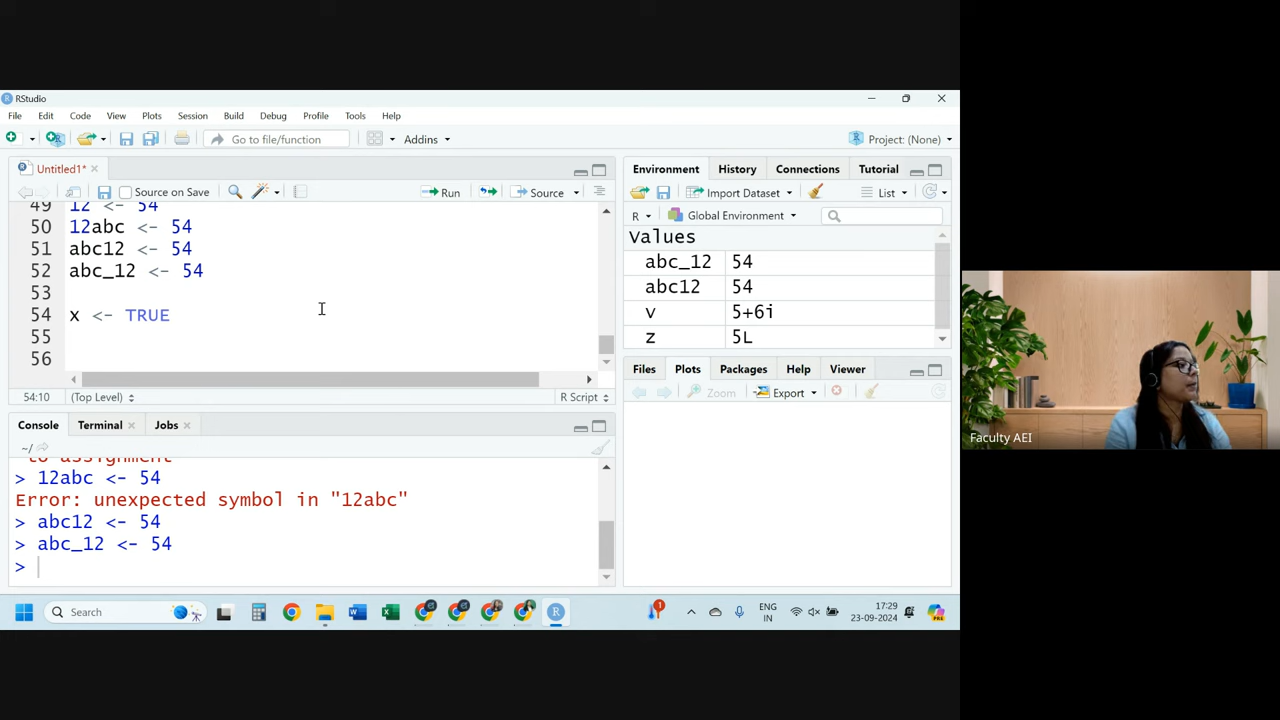 RStudio
File Edit Code View Plots Session Build Debug Profile Tools Help
Go to file/function Addins Project: (None)
Untitled1*
Source on Save Run Source
49 12 <- 54
50 12abc <- 54
51 abc12 <- 54
52 abc_12 <- 54
53
54 x <- TRUE
55
56
54:10 (Top Level) R Script
Console Terminal Jobs
~/
to assignment
> 12abc <- 54
Error: unexpected symbol in "12abc"
> abc12 <- 54
> abc_12 <- 54
>
Environment History Connections Tutorial
Import Dataset List
R Global Environment
Values
abc_12 54
abc12 54
v 5+6i
z 5L
Files Plots Packages Help Viewer
Zoom Export
Faculty AEI
Search
1
ENG
IN
17:29
23-09-2024